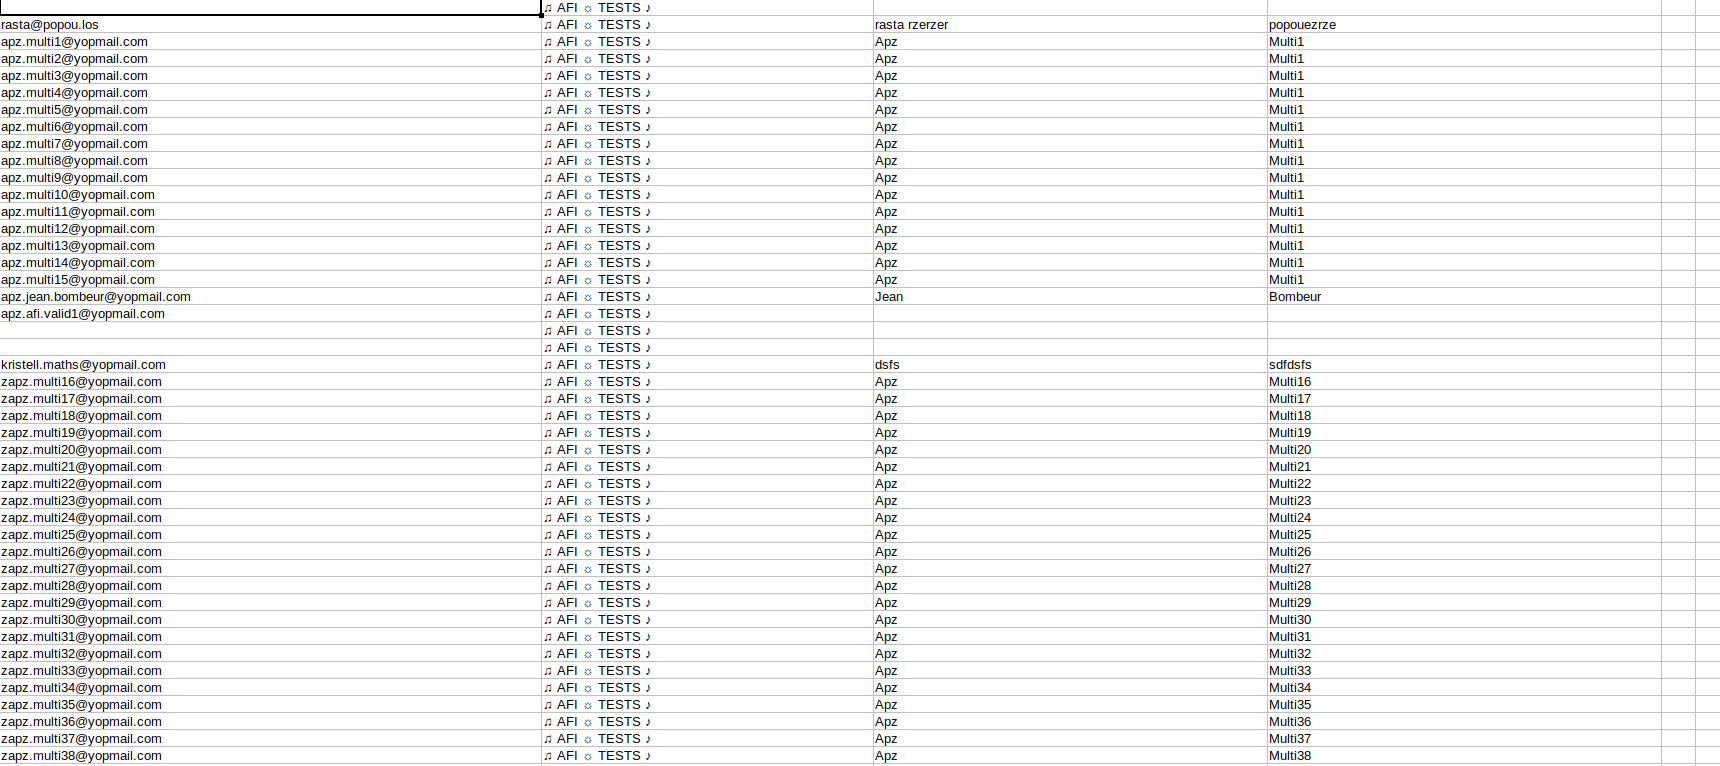 ♫ AFI ☼ TESTS ♪
rasta@popou.los ♫ AFI ☼ TESTS ♪ rasta rzerzer popouezrze
apz.multi1@yopmail.com ♫ AFI ☼ TESTS ♪ Apz Multi1
apz.multi2@yopmail.com ♫ AFI ☼ TESTS ♪ Apz Multi1
apz.multi3@yopmail.com ♫ AFI ☼ TESTS ♪ Apz Multi1
apz.multi4@yopmail.com ♫ AFI ☼ TESTS ♪ Apz Multi1
apz.multi5@yopmail.com ♫ AFI ☼ TESTS ♪ Apz Multi1
apz.multi6@yopmail.com ♫ AFI ☼ TESTS ♪ Apz Multi1
apz.multi7@yopmail.com ♫ AFI ☼ TESTS ♪ Apz Multi1
apz.multi8@yopmail.com ♫ AFI ☼ TESTS ♪ Apz Multi1
apz.multi9@yopmail.com ♫ AFI ☼ TESTS ♪ Apz Multi1
apz.multi10@yopmail.com ♫ AFI ☼ TESTS ♪ Apz Multi1
apz.multi11@yopmail.com ♫ AFI ☼ TESTS ♪ Apz Multi1
apz.multi12@yopmail.com ♫ AFI ☼ TESTS ♪ Apz Multi1
apz.multi13@yopmail.com ♫ AFI ☼ TESTS ♪ Apz Multi1
apz.multi14@yopmail.com ♫ AFI ☼ TESTS ♪ Apz Multi1
apz.multi15@yopmail.com ♫ AFI ☼ TESTS ♪ Apz Multi1
apz.jean.bombeur@yopmail.com ♫ AFI ☼ TESTS ♪ Jean Bombeur
apz.afi.valid1@yopmail.com ♫ AFI ☼ TESTS ♪
♫ AFI ☼ TESTS ♪
♫ AFI ☼ TESTS ♪
kristell.maths@yopmail.com ♫ AFI ☼ TESTS ♪ dsfs sdfdsfs
zapz.multi16@yopmail.com ♫ AFI ☼ TESTS ♪ Apz Multi16
zapz.multi17@yopmail.com ♫ AFI ☼ TESTS ♪ Apz Multi17
zapz.multi18@yopmail.com ♫ AFI ☼ TESTS ♪ Apz Multi18
zapz.multi19@yopmail.com ♫ AFI ☼ TESTS ♪ Apz Multi19
zapz.multi20@yopmail.com ♫ AFI ☼ TESTS ♪ Apz Multi20
zapz.multi21@yopmail.com ♫ AFI ☼ TESTS ♪ Apz Multi21
zapz.multi22@yopmail.com ♫ AFI ☼ TESTS ♪ Apz Multi22
zapz.multi23@yopmail.com ♫ AFI ☼ TESTS ♪ Apz Multi23
zapz.multi24@yopmail.com ♫ AFI ☼ TESTS ♪ Apz Multi24
zapz.multi25@yopmail.com ♫ AFI ☼ TESTS ♪ Apz Multi25
zapz.multi26@yopmail.com ♫ AFI ☼ TESTS ♪ Apz Multi26
zapz.multi27@yopmail.com ♫ AFI ☼ TESTS ♪ Apz Multi27
zapz.multi28@yopmail.com ♫ AFI ☼ TESTS ♪ Apz Multi28
zapz.multi29@yopmail.com ♫ AFI ☼ TESTS ♪ Apz Multi29
zapz.multi30@yopmail.com ♫ AFI ☼ TESTS ♪ Apz Multi30
zapz.multi31@yopmail.com ♫ AFI ☼ TESTS ♪ Apz Multi31
zapz.multi32@yopmail.com ♫ AFI ☼ TESTS ♪ Apz Multi32
zapz.multi33@yopmail.com ♫ AFI ☼ TESTS ♪ Apz Multi33
zapz.multi34@yopmail.com ♫ AFI ☼ TESTS ♪ Apz Multi34
zapz.multi35@yopmail.com ♫ AFI ☼ TESTS ♪ Apz Multi35
zapz.multi36@yopmail.com ♫ AFI ☼ TESTS ♪ Apz Multi36
zapz.multi37@yopmail.com ♫ AFI ☼ TESTS ♪ Apz Multi37
zapz.multi38@yopmail.com ♫ AFI ☼ TESTS ♪ Apz Multi38